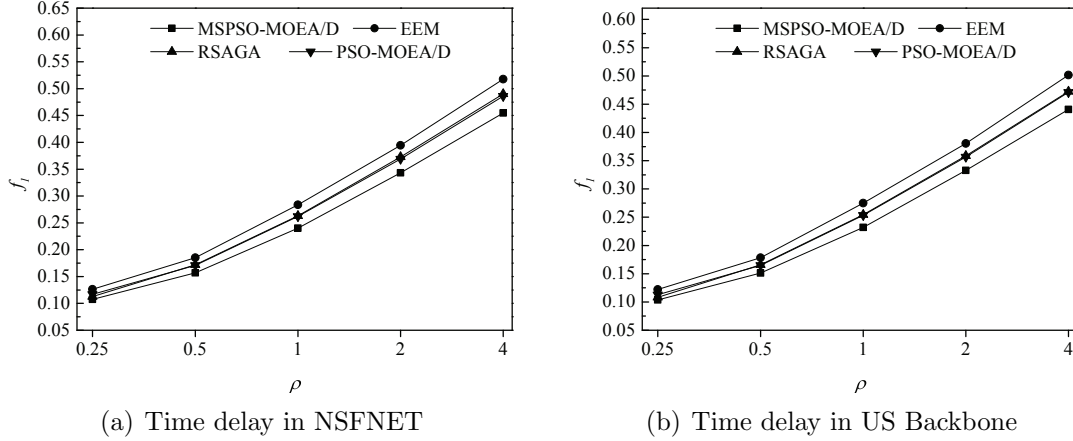 0.65
0.60
0.55
0.50
0.45
0.40
0.35
0.30
0.25
0.20
0.15
0.10
0.05
f1
MSPSO-MOEA/D EEM
RSAGA PSO-MOEA/D
0.25 0.5 1 2 4
ρ
(a) Time delay in NSFNET
0.60
0.55
0.50
0.45
0.40
0.35
0.30
0.25
0.20
0.15
0.10
0.05
f1
MSPSO-MOEA/D EEM
RSAGA PSO-MOEA/D
0.25 0.5 1 2 4
ρ
(b) Time delay in US Backbone